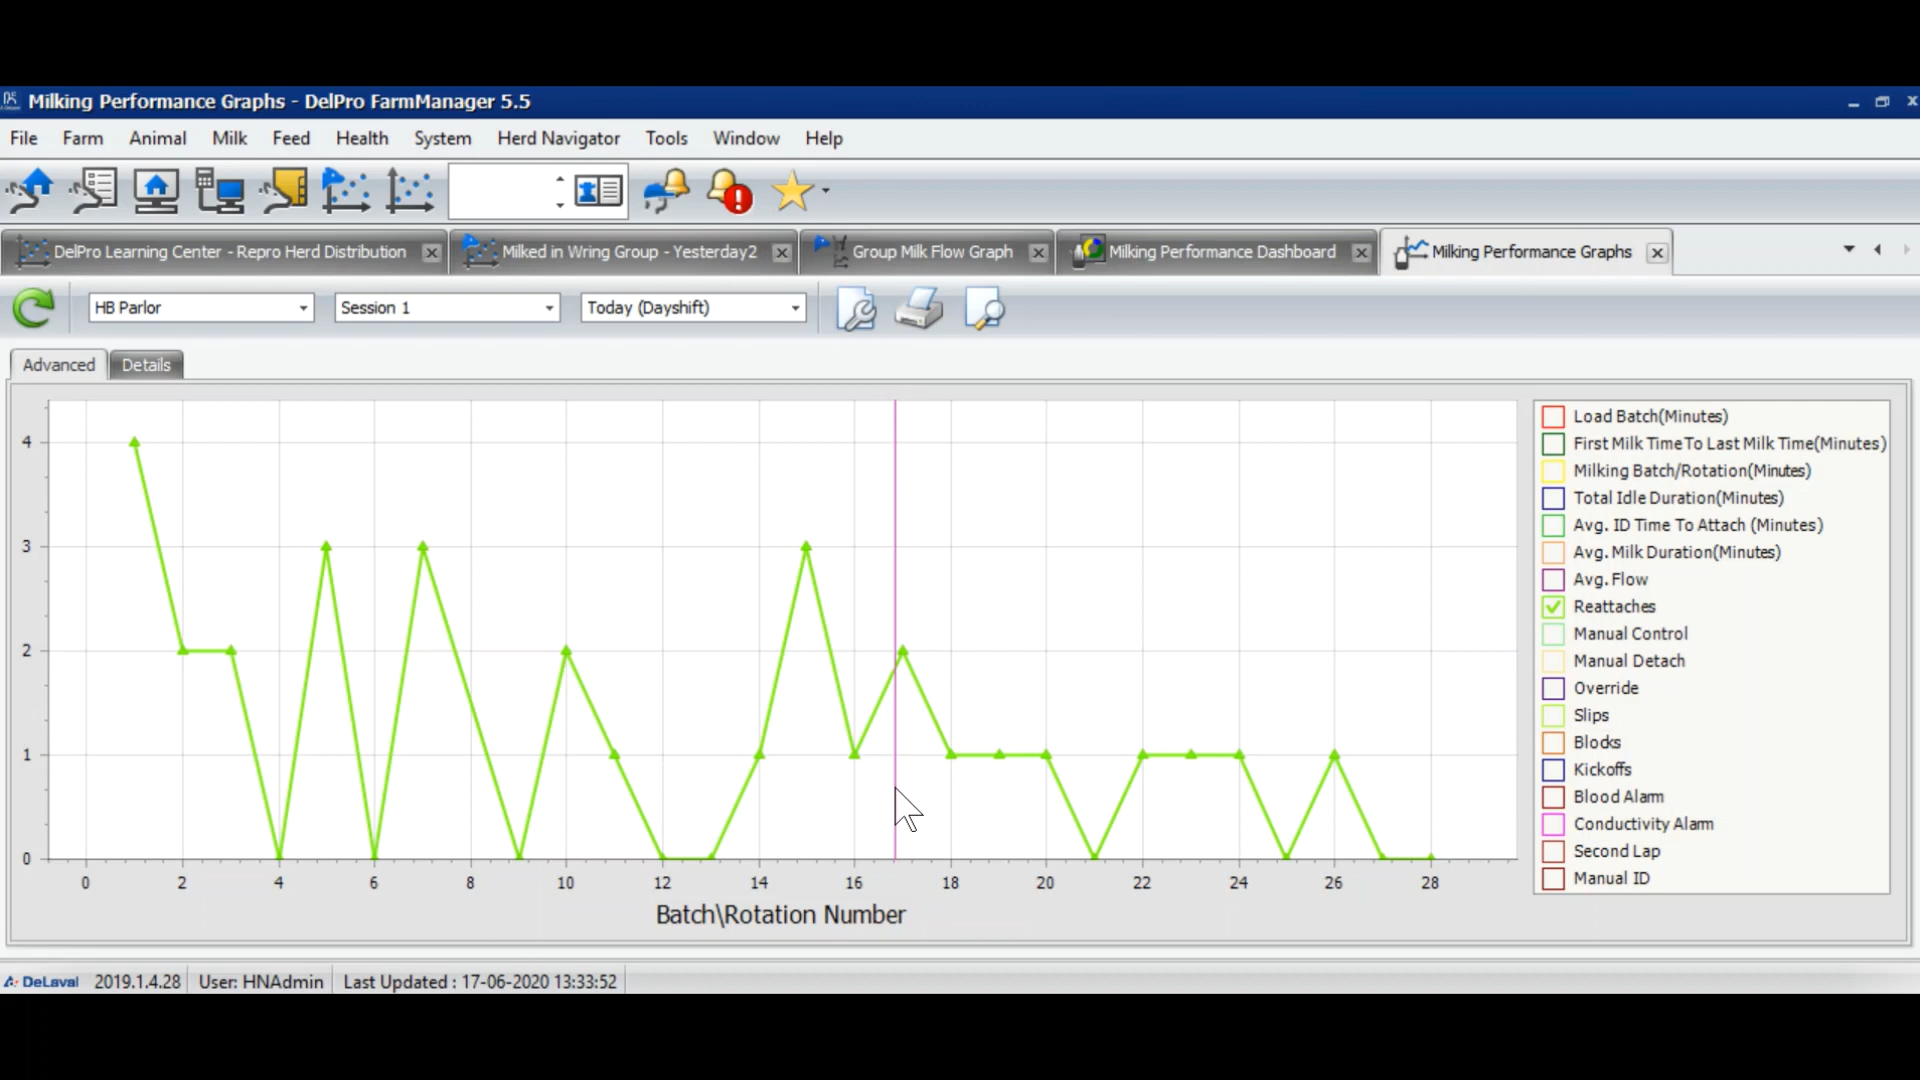 Milking Performance Graphs - DelPro FarmManager 5.5
File Farm Animal Milk Feed Health System Herd Navigator Tools Window Help
DelPro Learning Center - Repro Herd Distribution Milked in Wring Group - Yesterday2 Group Milk Flow Graph Milking Performance Dashboard Milking Performance Graphs
HB Parlor Session 1 Today (Dayshift)
Advanced Details
4
3
2
1
0
0 2 4 6 8 10 12 14 16 18 20 22 24 26 28
Batch\Rotation Number
Load Batch(Minutes)
First Milk Time To Last Milk Time(Minutes)
Milking Batch/Rotation(Minutes)
Total Idle Duration(Minutes)
Avg. ID Time To Attach (Minutes)
Avg. Milk Duration(Minutes)
Avg. Flow
Reattaches
Manual Control
Manual Detach
Override
Slips
Blocks
Kickoffs
Blood Alarm
Conductivity Alarm
Second Lap
Manual ID
DeLaval 2019.1.4.28 User: HNAdmin Last Updated : 17-06-2020 13:33:52